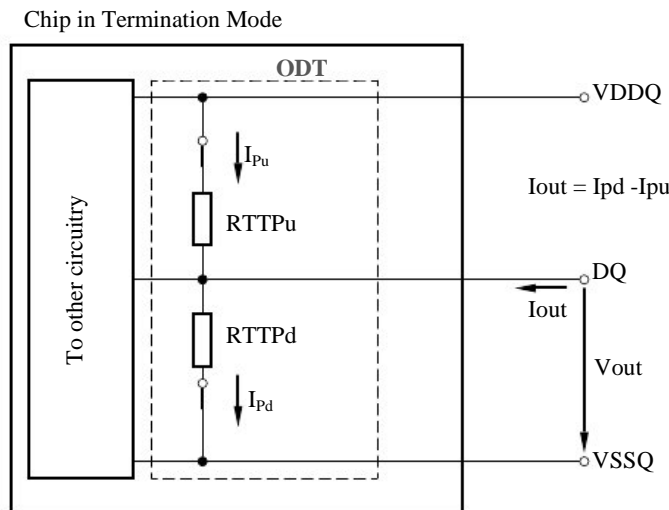 Chip in Termination Mode
ODT
VDDQ
IPu
Iout = Ipd -Ipu
RTTPu
To other circuitry
DQ
Iout
RTTPd
Vout
IPd
VSSQ